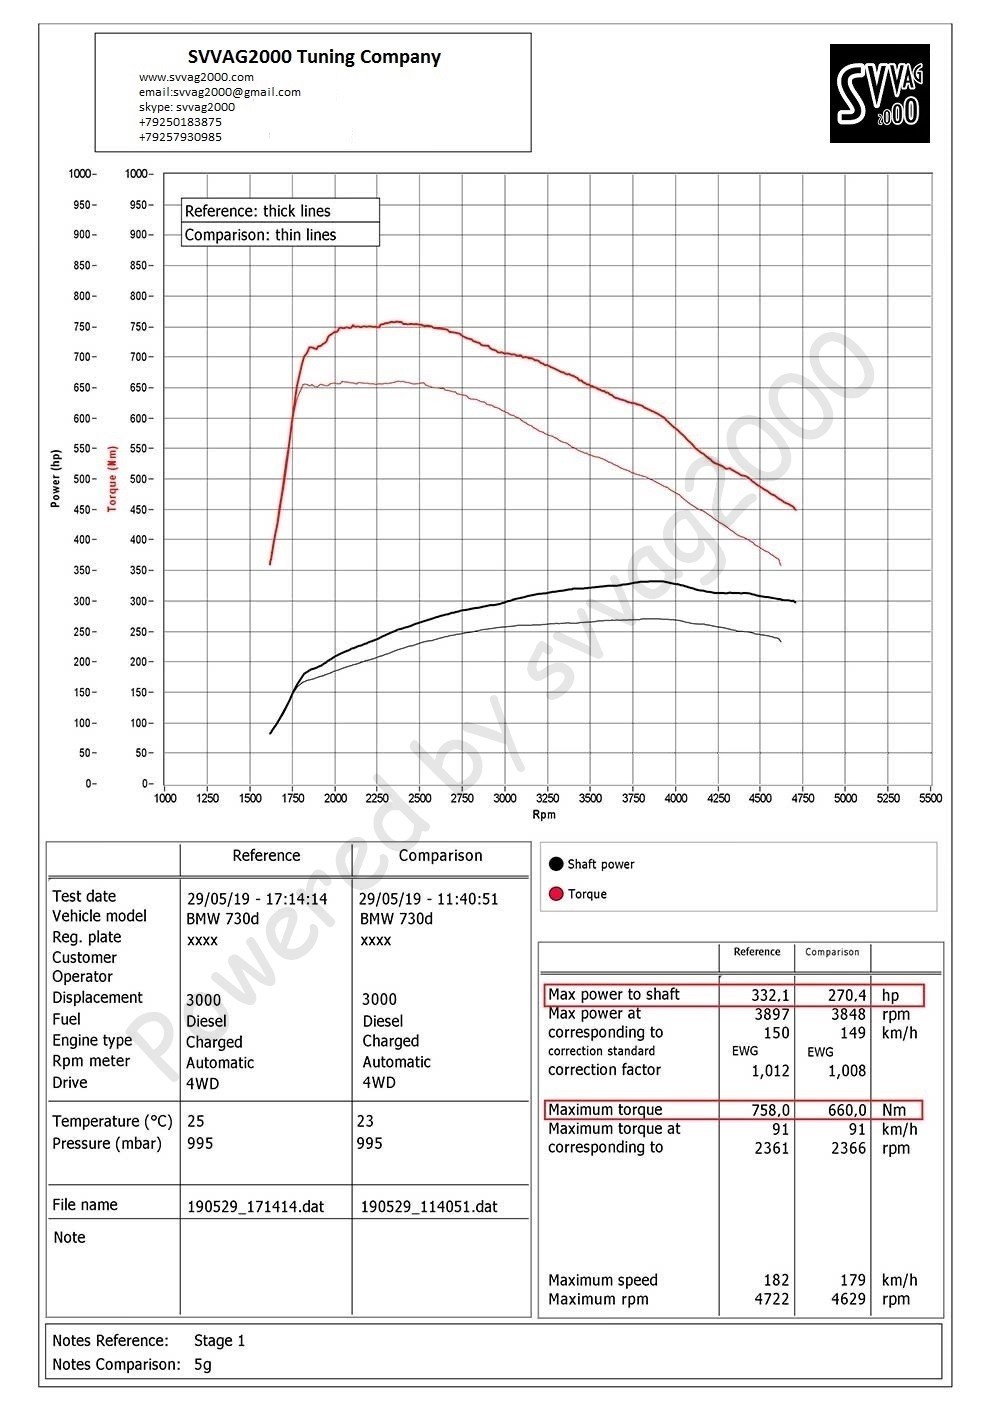 SVVAG2000 Tuning Company
www.svvag2000.com
email:svvag2000@gmail.com
skype: svvag2000
+79250183875
+79257930985
SVVAG
2000
Reference: thick lines
Comparison: thin lines
1000- 1000-
950- 950-
900- 900-
850- 850-
800- 800-
750- 750-
700- 700-
650- 650-
600- 600-
550- 550-
500- 500-
450- 450-
400- 400-
350- 350-
300- 300-
250- 250-
200- 200-
150- 150-
100- 100-
50- 50-
0- 0-
Power (hp)
Torque (Nm)
1000 1250 1500 1750 2000 2250 2500 2750 3000 3250 3500 3750 4000 4250 4500 4750 5000 5250 5500
Rpm
Powered by svvag2000
Reference Comparison
Test date 29/05/19 - 17:14:14 29/05/19 - 11:40:51
Vehicle model BMW 730d BMW 730d
Reg. plate xxxx xxxx
Customer
Operator
Displacement 3000 3000
Fuel Diesel Diesel
Engine type Charged Charged
Rpm meter Automatic Automatic
Drive 4WD 4WD
Temperature (°C) 25 23
Pressure (mbar) 995 995
File name 190529_171414.dat 190529_114051.dat
Note
Shaft power
Torque
Reference Comparison
Max power to shaft 332,1 270,4 hp
Max power at 3897 3848 rpm
corresponding to 150 149 km/h
correction standard EWG EWG
correction factor 1,012 1,008
Maximum torque 758,0 660,0 Nm
Maximum torque at 91 91 km/h
corresponding to 2361 2366 rpm
Maximum speed 182 179 km/h
Maximum rpm 4722 4629 rpm
Notes Reference: Stage 1
Notes Comparison: 5g